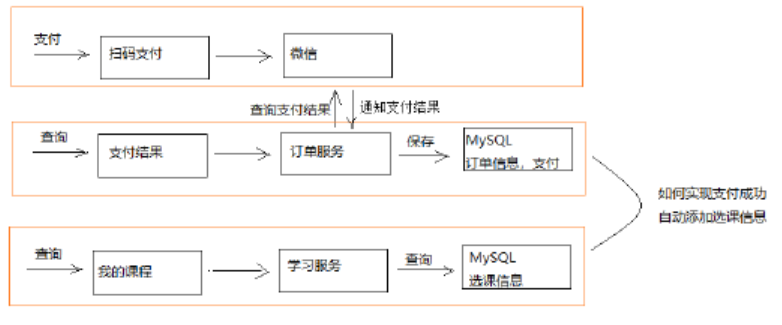 支付
扫码支付
微信
查询支付结果
通知支付结果
查询
支付结果
订单服务
保存
MySQL
订单信息，支付
如何实现支付成功
自动添加选课信息
查询
我的课程
学习服务
查询
MySQL
选课信息